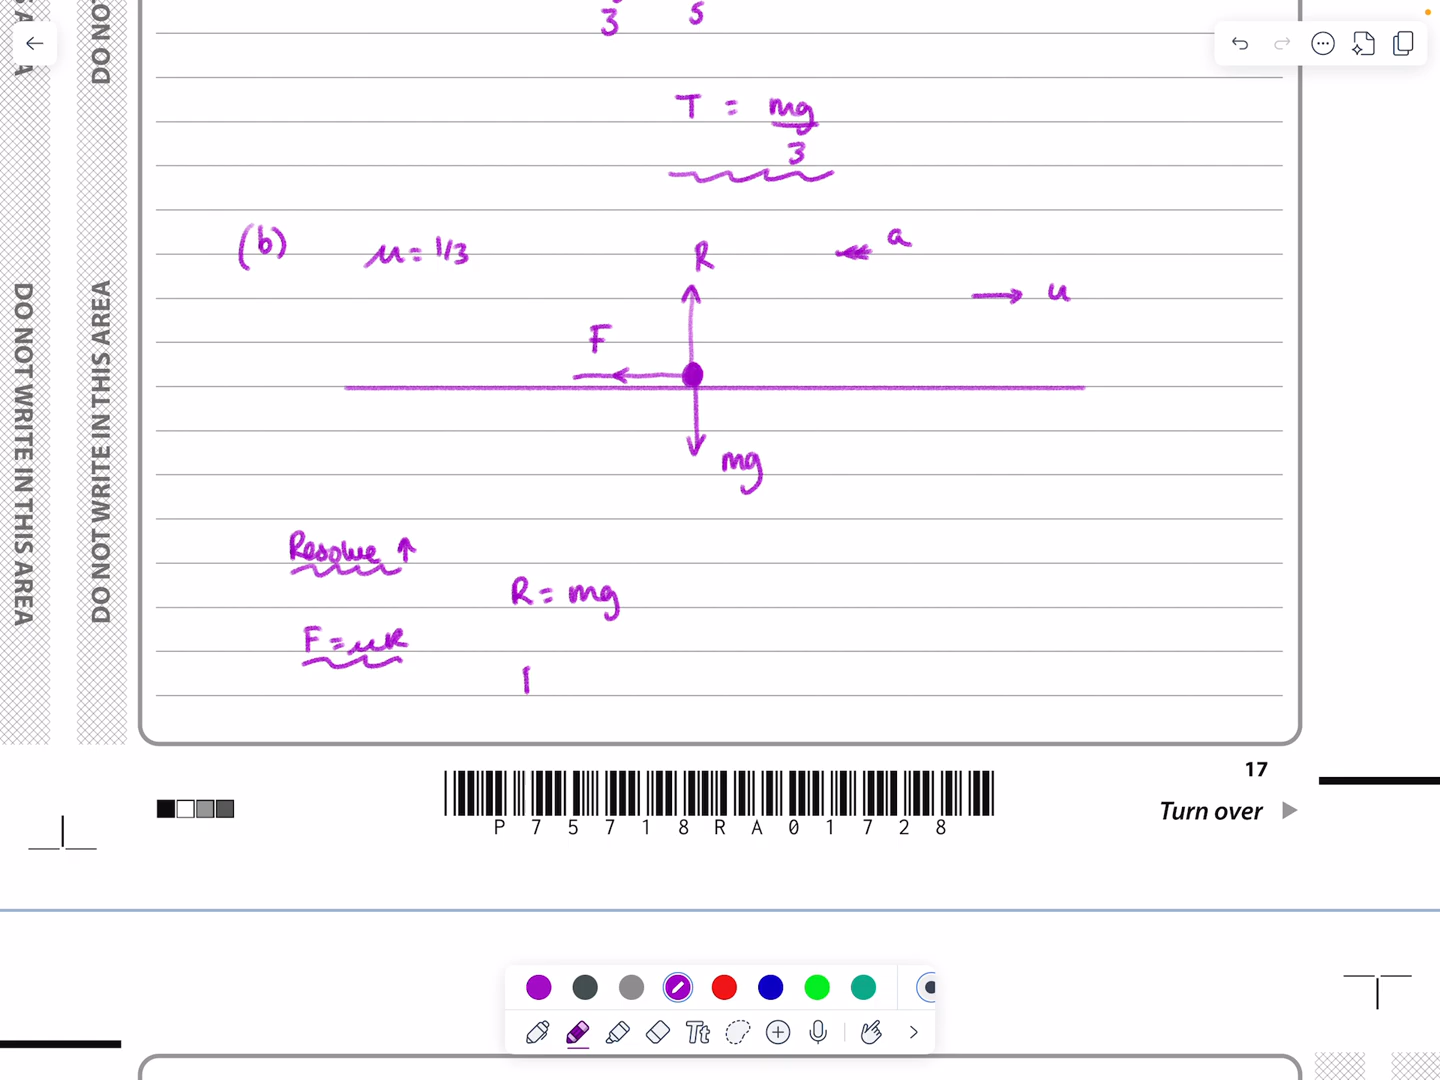 3 5
T = mg
3
(b) μ = 1/3 R a
u
F
mg
Resolve ↑
R = mg
F = μR
DO NOT WRITE IN THIS AREA
DO NOT WRITE IN THIS AREA
S A
A
DO NO
17
P 7 5 7 1 8 R A 0 1 7 2 8
Turn over
Tt